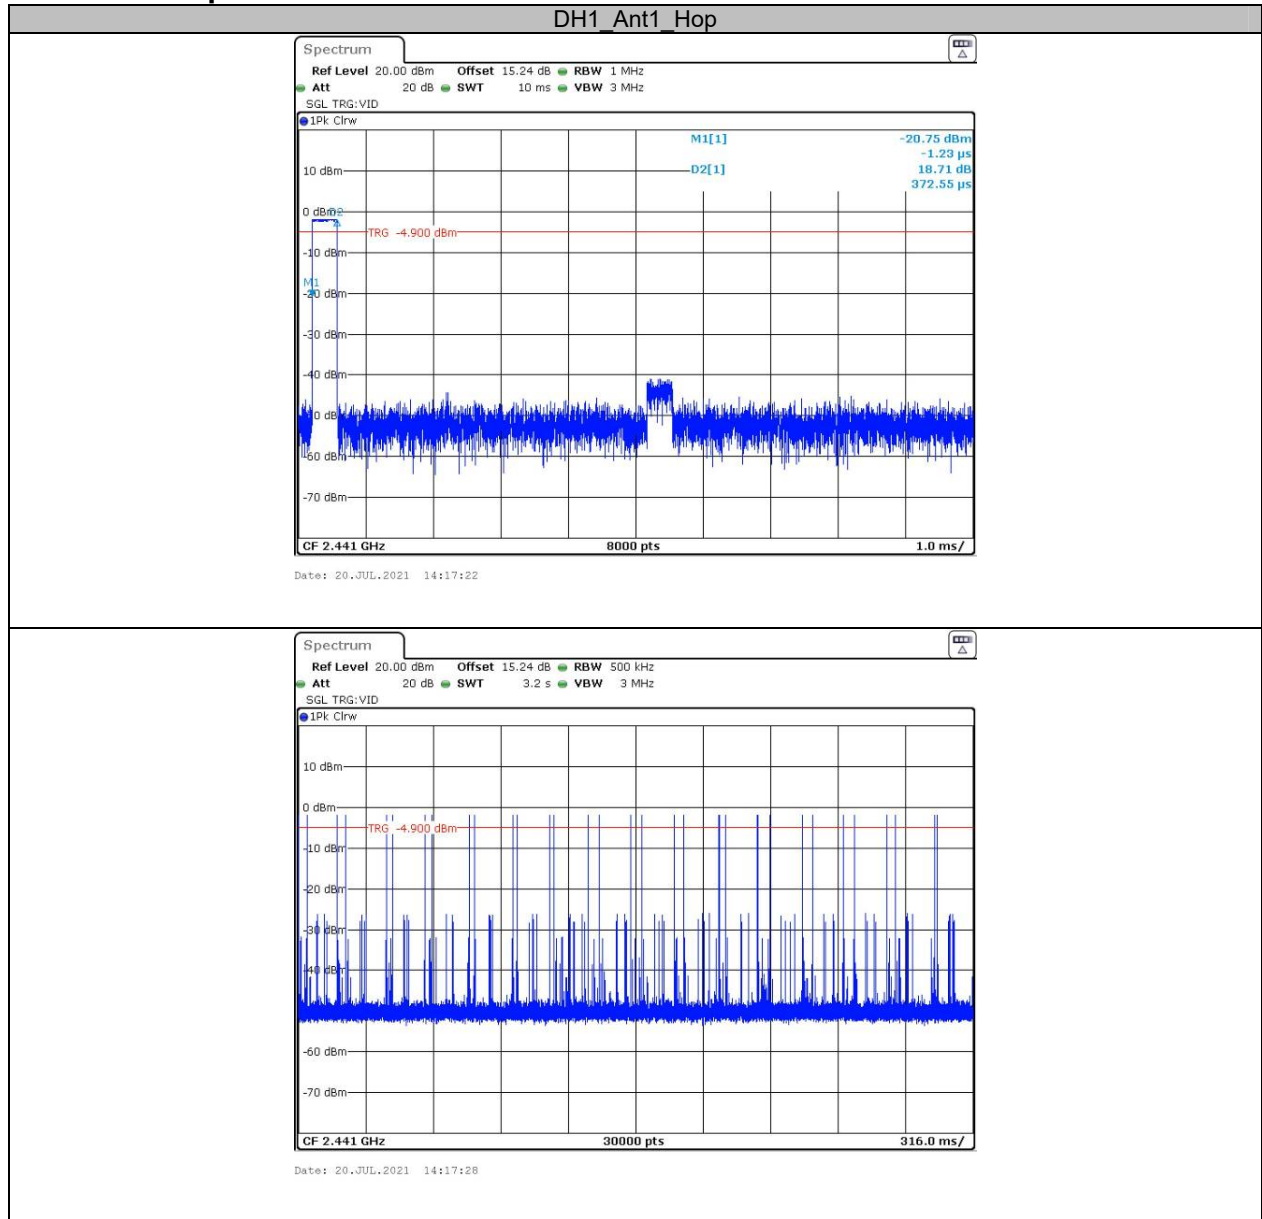 DH1_Ant1_Hop
Spectrum
Ref Level 20.00 dBm Offset 15.24 dB RBW 1 MHz
Att 20 dB SWT 10 ms VBW 3 MHz
SGL TRG:VID
1Pk Clrw
M1[1] -20.75 dBm
-1.23 µs
10 dBm D2[1] 18.71 dB
372.55 µs
0 dBm D2
TRG -4.900 dBm
-10 dBm
M1
-20 dBm
-30 dBm
-40 dBm
-60 dBm
-70 dBm
CF 2.441 GHz 8000 pts 1.0 ms/
Date: 20.JUL.2021 14:17:22
Spectrum
Ref Level 20.00 dBm Offset 15.24 dB RBW 500 kHz
Att 20 dB SWT 3.2 s VBW 3 MHz
SGL TRG:VID
1Pk Clrw
10 dBm
0 dBm
TRG -4.900 dBm
-10 dBm
-20 dBm
-30 dBm
-40 dBm
-60 dBm
-70 dBm
CF 2.441 GHz 30000 pts 316.0 ms/
Date: 20.JUL.2021 14:17:28